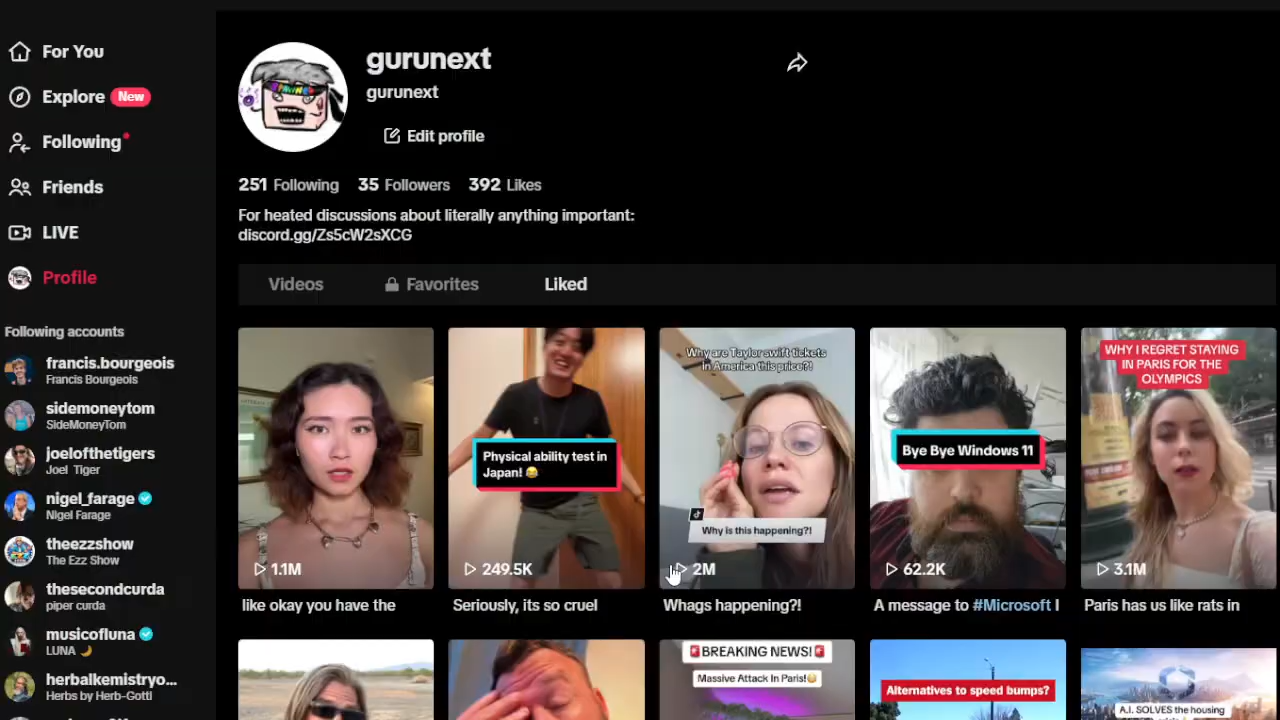 For You
Explore New
Following
Friends
LIVE
Profile
Following accounts
francis.bourgeois
Francis Bourgeois
sidemoneytom
SideMoneyTom
joelofthetigers
Joel Tiger
nigel_farage
Nigel Farage
theezzshow
The Ezz Show
thesecondcurda
piper curda
musicofluna
LUNA 🌙
herbalkemistryo...
Herbs by Herb-Gotti
gurunext
gurunext
Edit profile
251 Following 35 Followers 392 Likes
For heated discussions about literally anything important:
discord.gg/Zs5cW2sXCG
Videos Favorites Liked
1.1M
like okay you have the
Physical ability test in
Japan! 😂
249.5K
Seriously, its so cruel
Why are Taylor swift tickets
in America this price?!
Why is this happening?!
2M
Whags happening?!
Bye Bye Windows 11
62.2K
A message to #Microsoft I
WHY I REGRET STAYING
IN PARIS FOR THE
OLYMPICS
3.1M
Paris has us like rats in
🚨BREAKING NEWS!🚨
Massive Attack In Paris!😳
Alternatives to speed bumps?
A.I. SOLVES the housing